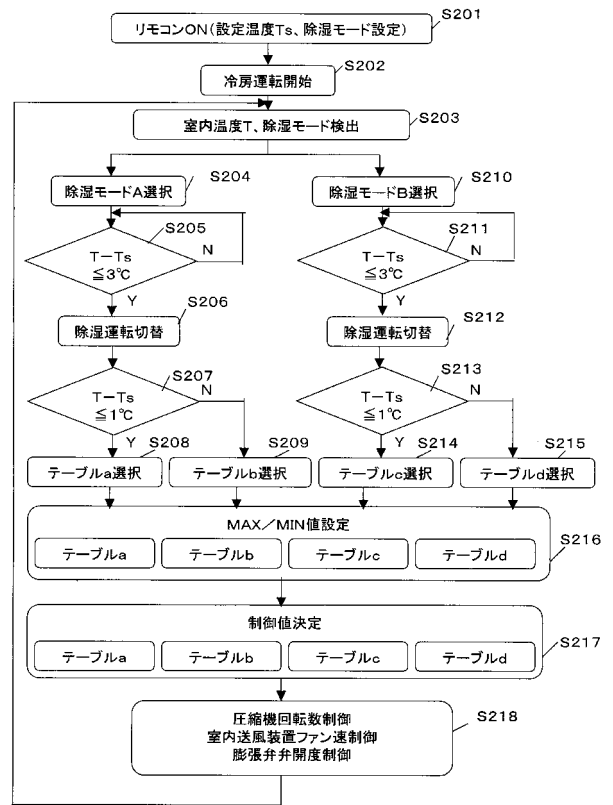 リモコンON(設定温度Ts、除湿モード設定)
S201
冷房運転開始
S202
室内温度T、除湿モード検出
S203
除湿モードA選択
S204
除湿モードB選択
S210
T−Ts
≦3℃
S205
N
Y
T−Ts
≦3℃
S211
N
Y
除湿運転切替
S206
除湿運転切替
S212
T−Ts
≦1℃
S207
N
Y
T−Ts
≦1℃
S213
N
Y
テーブルa選択
S208
テーブルb選択
S209
テーブルc選択
S214
テーブルd選択
S215
MAX/MIN値設定
S216
テーブルa
テーブルb
テーブルc
テーブルd
制御値決定
S217
テーブルa
テーブルb
テーブルc
テーブルd
圧縮機回転数制御
室内送風装置ファン速制御
膨張弁弁開度制御
S218